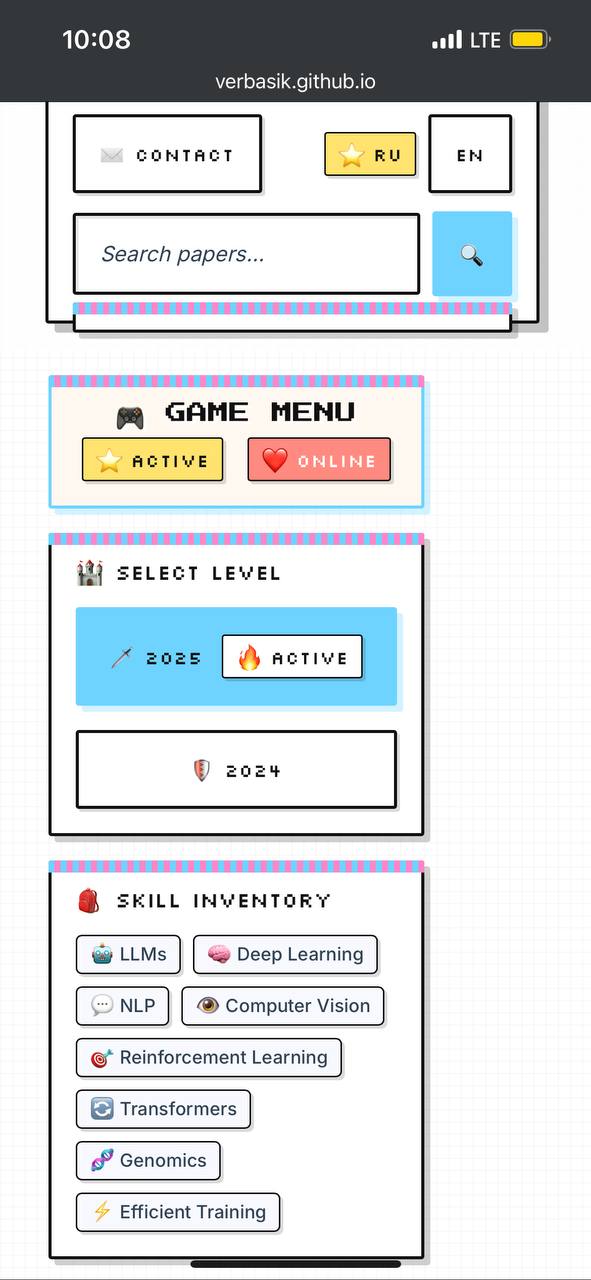 10:08
LTE
verbasik.github.io
CONTACT
RU
EN
Search papers...
GAME MENU
ACTIVE
ONLINE
SELECT LEVEL
2025
ACTIVE
2024
SKILL INVENTORY
LLMs
Deep Learning
NLP
Computer Vision
Reinforcement Learning
Transformers
Genomics
Efficient Training